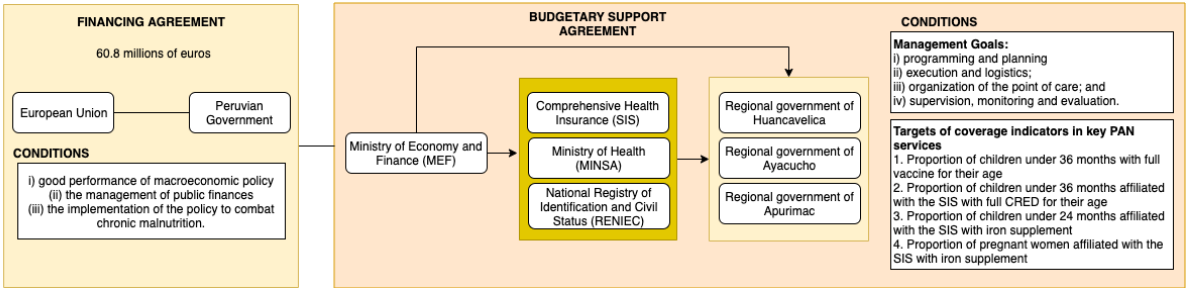 FINANCING AGREEMENT
60.8 millions of euros
European Union
Peruvian
Government
CONDITIONS
i) good performance of macroeconomic policy
(ii) the management of public finances
(iii) the implementation of the policy to combat
chronic malnutrition.
BUDGETARY SUPPORT
AGREEMENT
Ministry of Economy and
Finance (MEF)
Comprehensive Health
Insurance (SIS)
Ministry of Health
(MINSA)
National Registry of
Identification and Civil
Status (RENIEC)
Regional government of
Huancavelica
Regional government of
Ayacucho
Regional government of
Apurimac
CONDITIONS
Management Goals:
i) programming and planning
ii) execution and logistics;
iii) organization of the point of care; and
iv) supervision, monitoring and evaluation.
Targets of coverage indicators in key PAN
services
1. Proportion of children under 36 months with full
vaccine for their age
2. Proportion of children under 36 months affiliated
with the SIS with full CRED for their age
3. Proportion of children under 24 months affiliated
with the SIS with iron supplement
4. Proportion of pregnant women affiliated with the
SIS with iron supplement